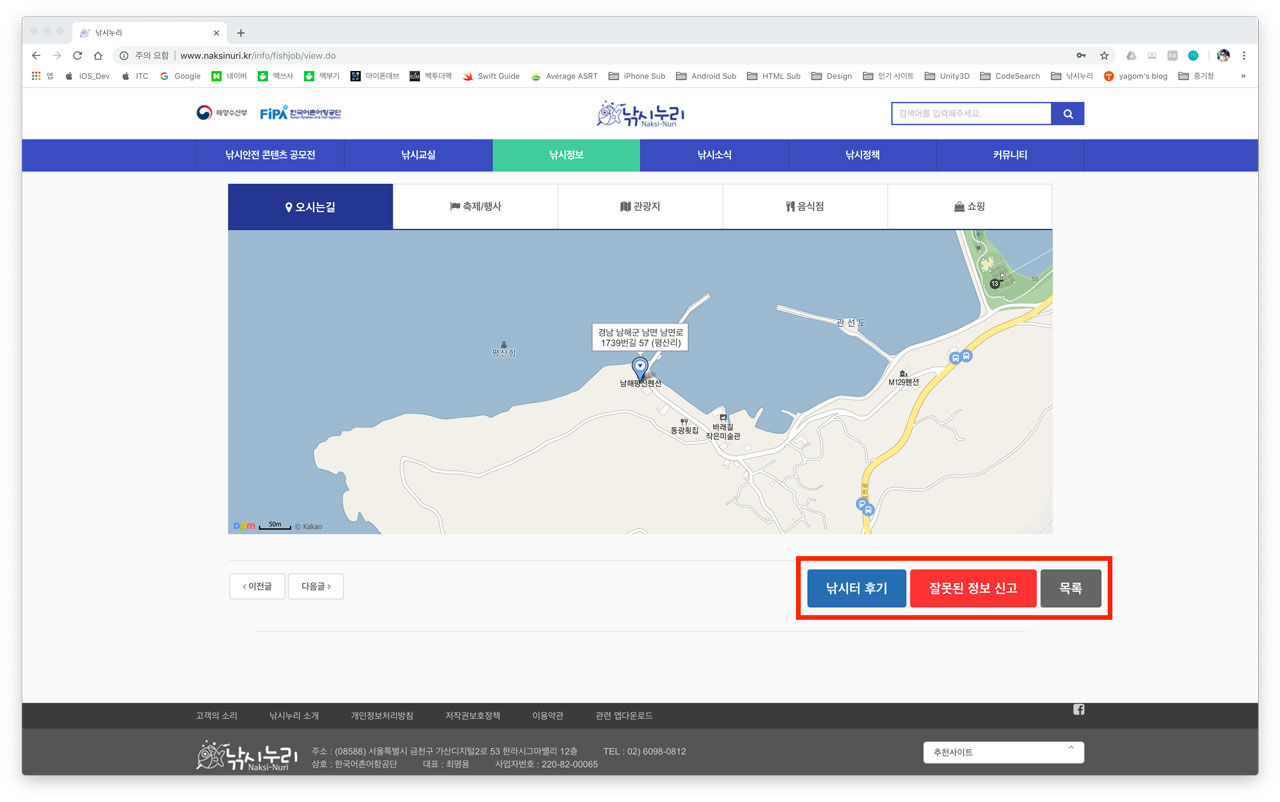 낚시누리
주의 요함 | www.naksinuri.kr/info/fishjob/view.do
앱 iOS_Dev ITC Google 네이버 맥쓰사 맥부기 아이폰데브 백투더맥 Swift Guide Average ASRT iPhone Sub Android Sub HTML Sub Design 인기 사이트 Unity3D CodeSearch 낚시누리 yagom's blog 중기청 »
해양수산부 FiPA 한국어촌어항공단
낚시누리
Naksi-Nuri
검색어를 입력해주세요.
낚시안전 콘텐츠 공모전 낚시교실 낚시정보 낚시소식 낚시정책 커뮤니티
오시는길 축제/행사 관광지 음식점 쇼핑
13
50
관선도
경남 남해군 남면 남면로
1739번길 57 (평산리)
평산항
남해평산펜션
M129펜션
동광횟집
바래길
작은미술관
Daum 50m © Kakao
‹ 이전글 다음글 ›
낚시터 후기 잘못된 정보 신고 목록
고객의 소리 낚시누리 소개 개인정보처리방침 저작권보호정책 이용약관 관련 앱다운로드
낚시누리
Naksi-Nuri
주소 : (08588) 서울특별시 금천구 가산디지털2로 53 한라시그마밸리 12층 TEL : 02) 6098-0812
상호 : 한국어촌어항공단 대표 : 최명용 사업자번호 : 220-82-00065
추천사이트